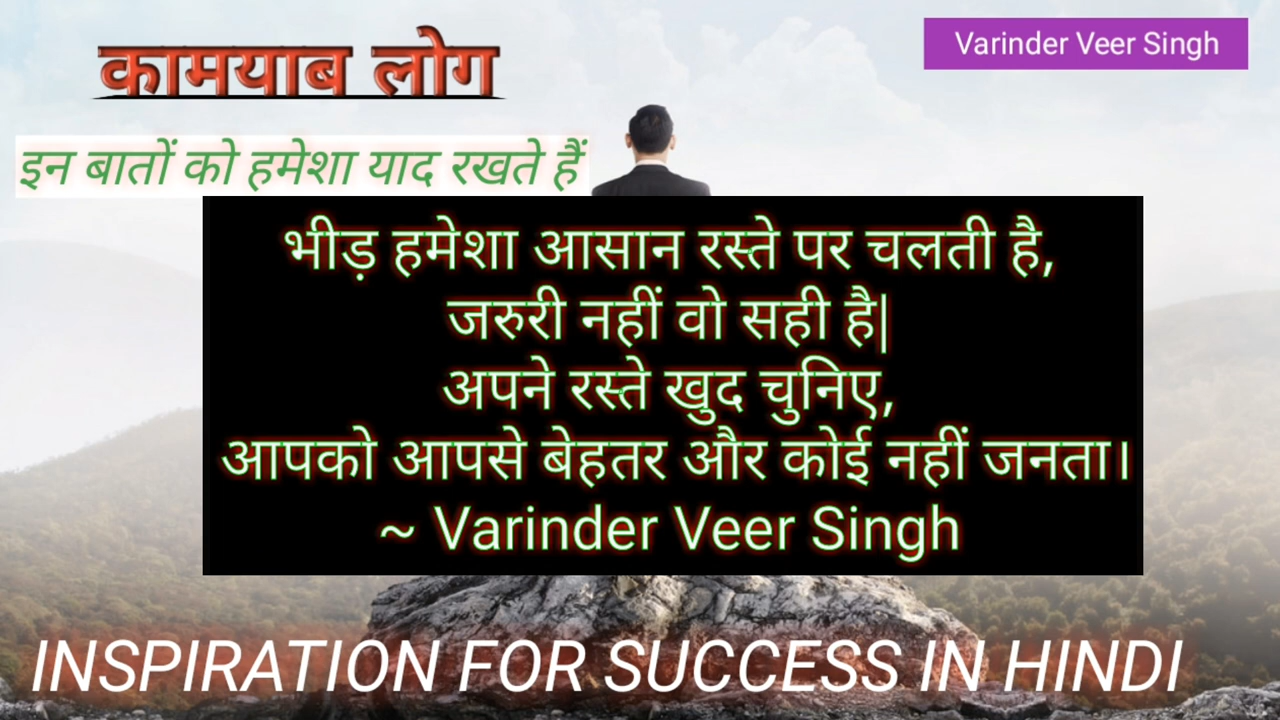 कामयाब लोग
Varinder Veer Singh
इन बातों को हमेशा याद रखते हैं
भीड़ हमेशा आसान रस्ते पर चलती है,
जरुरी नहीं वो सही है|
अपने रस्ते खुद चुनिए,
आपको आपसे बेहतर और कोई नहीं जनता।
~ Varinder Veer Singh
INSPIRATION FOR SUCCESS IN HINDI